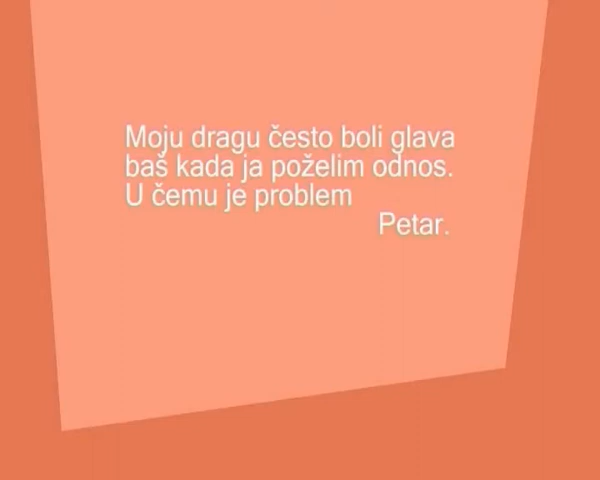 Moju dragu često boli glava
baš kada ja poželim odnos.
U čemu je problem
Petar.